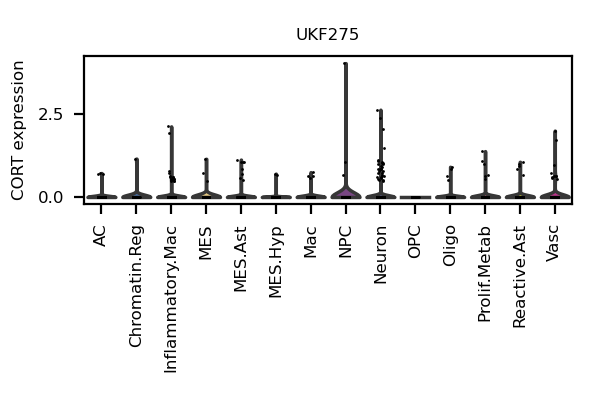 UKF275
CORT expression
2.5
0.0
AC
Chromatin.Reg
Inflammatory.Mac
MES
MES.Ast
MES.Hyp
Mac
NPC
Neuron
OPC
Oligo
Prolif.Metab
Reactive.Ast
Vasc